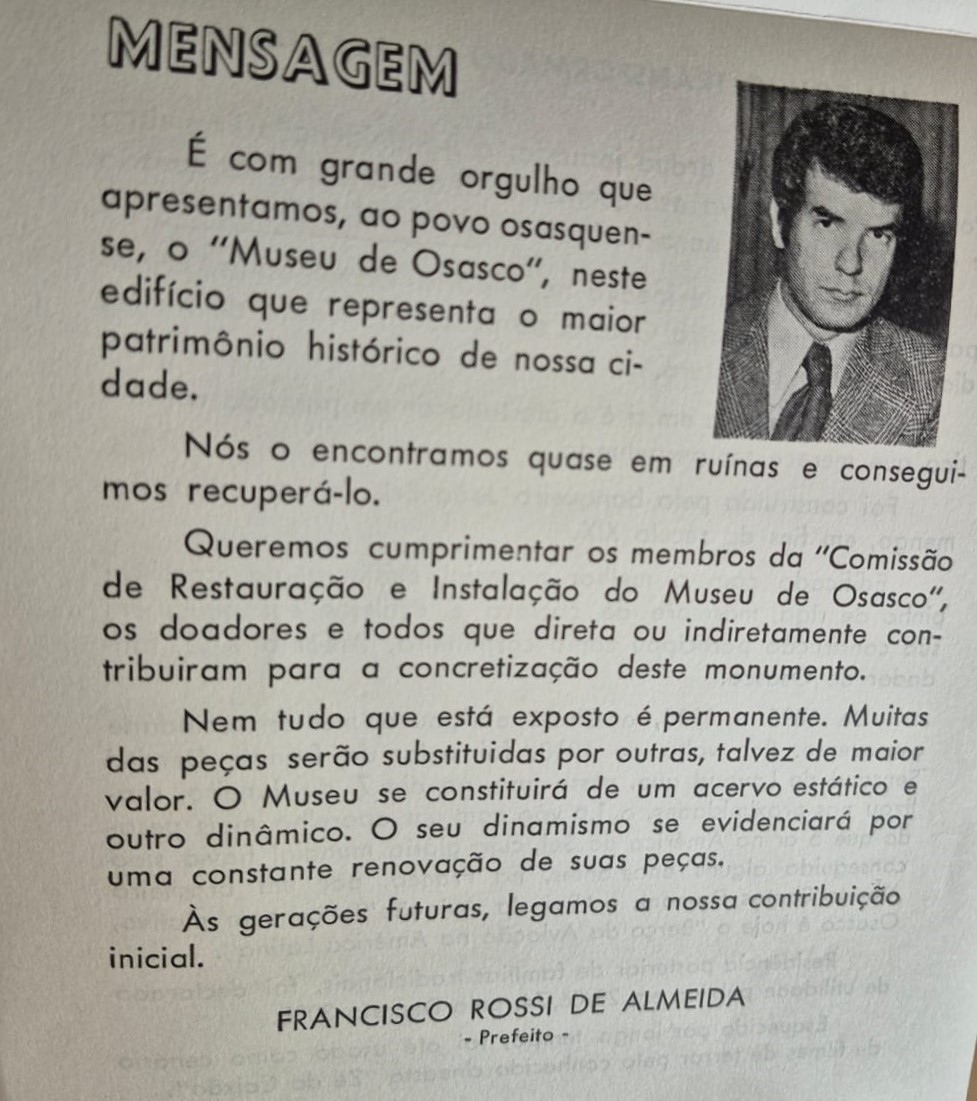 MENSAGEM
É com grande orgulho que
apresentamos, ao povo osasquen-
se, o "Museu de Osasco", neste
edifício que representa o maior
patrimônio histórico de nossa ci-
dade.
Nós o encontramos quase em ruínas e consegui-
mos recuperá-lo.
Queremos cumprimentar os membros da "Comissão
de Restauração e Instalação do Museu de Osasco",
os doadores e todos que direta ou indiretamente con-
tribuiram para a concretização deste monumento.
Nem tudo que está exposto é permanente. Muitas
das peças serão substituidas por outras, talvez de maior
valor. O Museu se constituirá de um acervo estático e
outro dinâmico. O seu dinamismo se evidenciará por
uma constante renovação de suas peças.
Às gerações futuras, legamos a nossa contribuição
inicial.
FRANCISCO ROSSI DE ALMEIDA
- Prefeito -